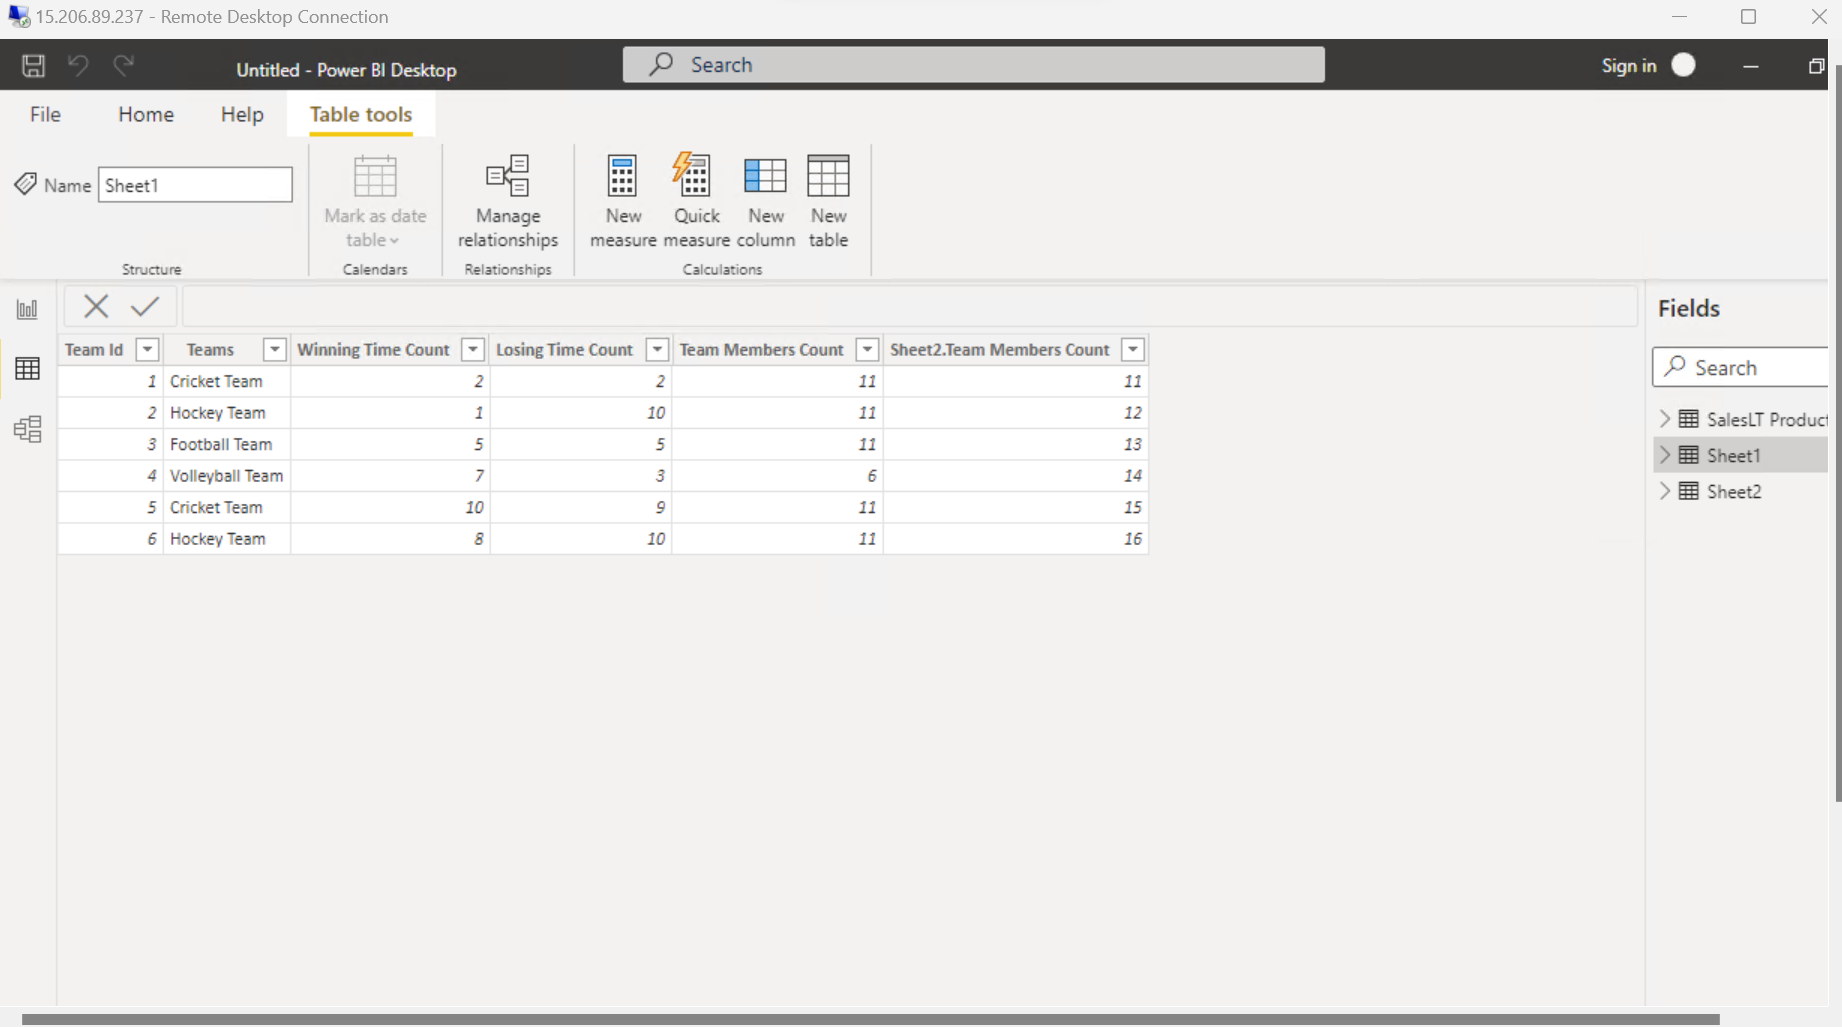 15.206.89.237 - Remote Desktop Connection
Untitled - Power BI Desktop
Search
Sign in
File Home Help Table tools
Name Sheet1
Mark as date table
Manage relationships
New measure
Quick measure
New column
New table
Structure Calendars Relationships Calculations
Team Id Teams Winning Time Count Losing Time Count Team Members Count Sheet2.Team Members Count
1 Cricket Team 2 2 11 11
2 Hockey Team 1 10 11 12
3 Football Team 5 5 11 13
4 Volleyball Team 7 3 6 14
5 Cricket Team 10 9 11 15
6 Hockey Team 8 10 11 16
Fields
Search
SalesLT Product
Sheet1
Sheet2